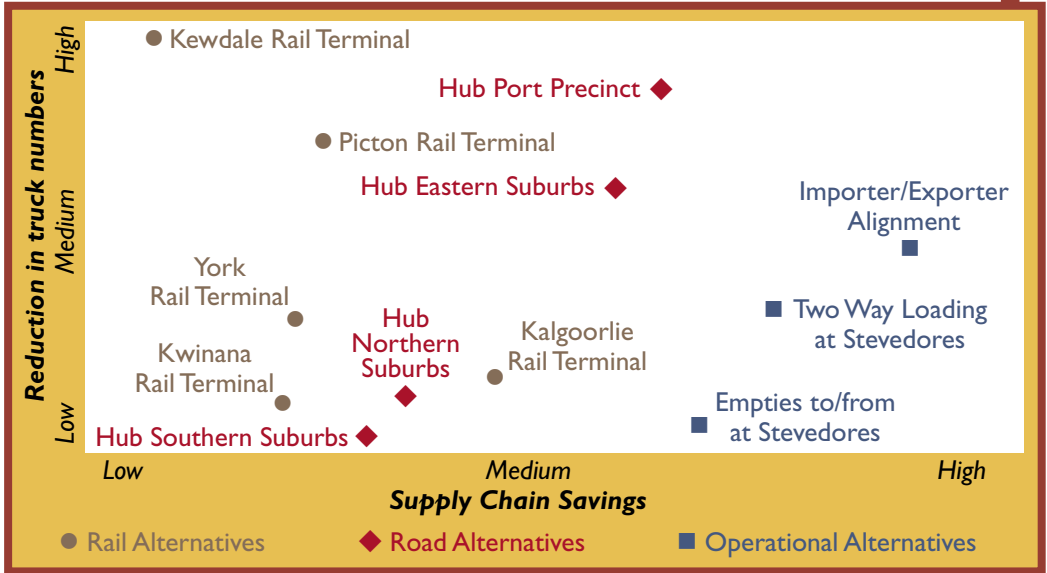 High
Medium
Low
Reduction in truck numbers
Kewdale Rail Terminal
Hub Port Precinct
Picton Rail Terminal
Hub Eastern Suburbs
Importer/Exporter
Alignment
York
Rail Terminal
Two Way Loading
at Stevedores
Hub
Northern
Suburbs
Kalgoorlie
Rail Terminal
Kwinana
Rail Terminal
Empties to/from
at Stevedores
Hub Southern Suburbs
Low
Medium
High
Supply Chain Savings
Rail Alternatives
Road Alternatives
Operational Alternatives